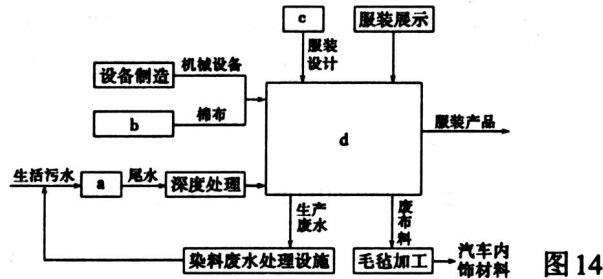 c
服装展示
服装
设计
设备制造
机械设备
b
棉布
d
服装产品
生活污水
a
尾水
深度处理
生产
废水
废布料
染料废水处理设施
毛毡加工
汽车内
饰材料
图14